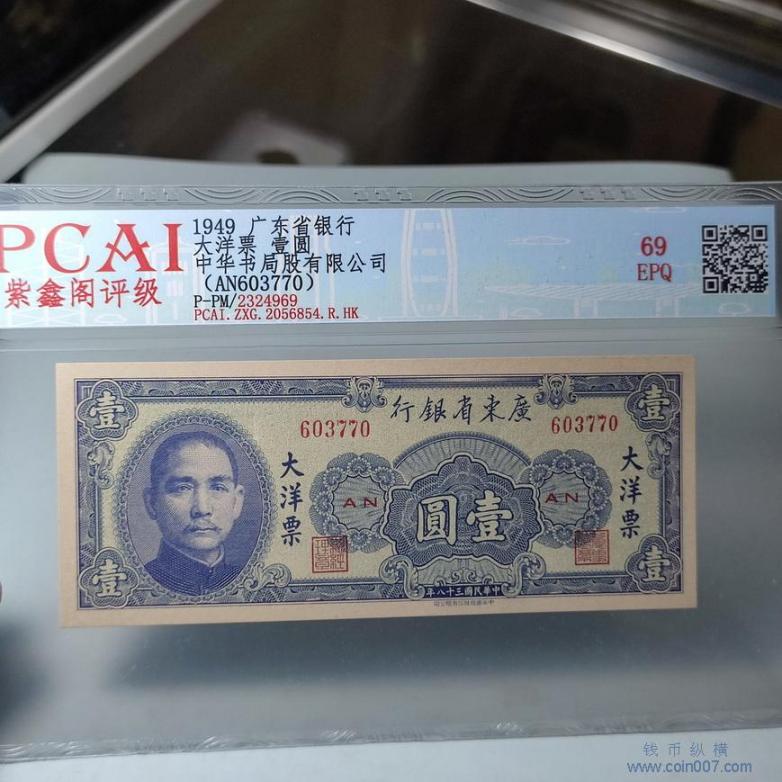 PCAI
紫鑫阁评级
1949 广东省银行
大洋票 壹圆
中华书局股有限公司
(AN603770)
P-PM/2324969
PCAI.ZXG.2056854.R.HK
69
EPQ
壹
行銀省東廣
壹
603770
603770
大洋票
AN
圓壹
AN
大洋票
壹
年八十三國民華中
壹
钱币纵横
www.coin007.com